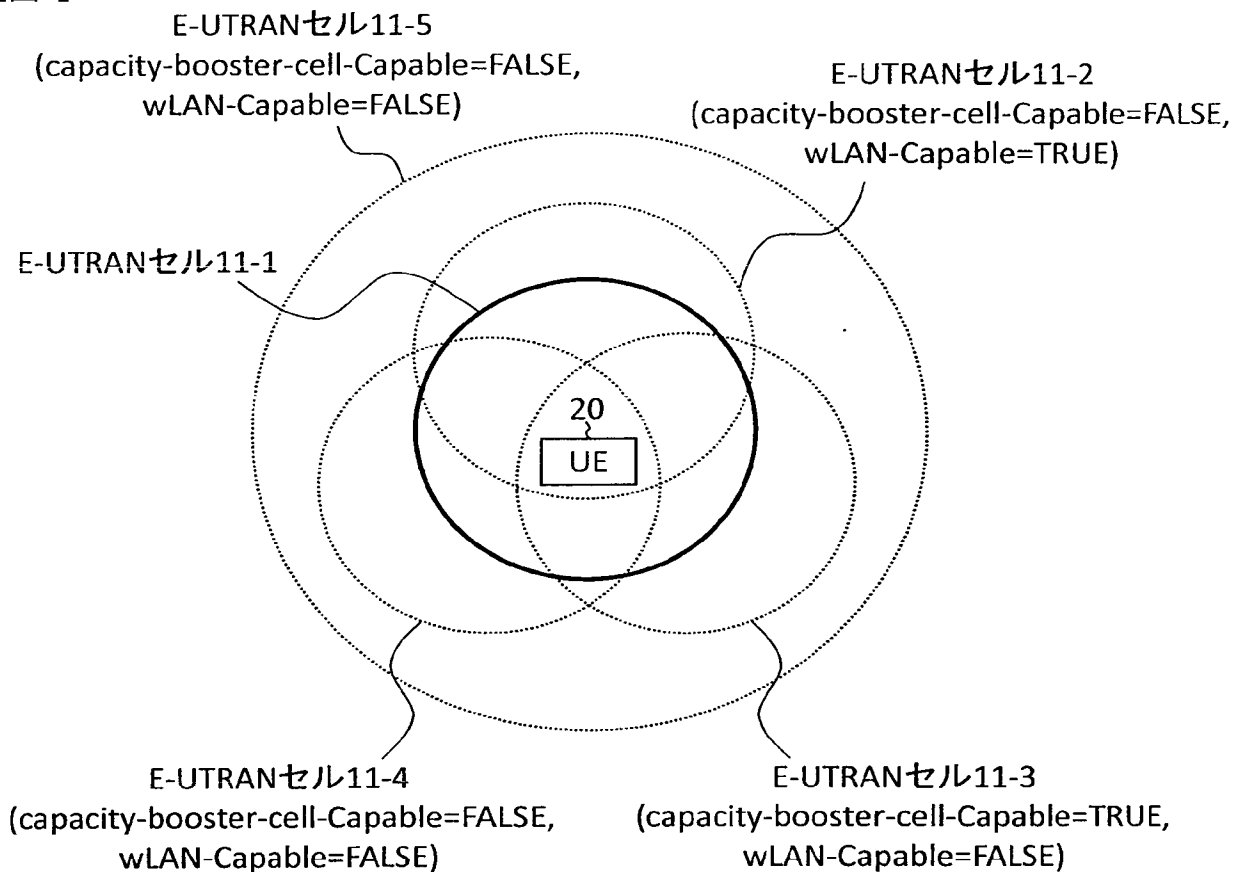 E-UTRANセル11-5
(capacity-booster-cell-Capable=FALSE,
wLAN-Capable=FALSE)
E-UTRANセル11-2
(capacity-booster-cell-Capable=FALSE,
wLAN-Capable=TRUE)
E-UTRANセル11-1
20
UE
E-UTRANセル11-4
(capacity-booster-cell-Capable=FALSE,
wLAN-Capable=FALSE)
E-UTRANセル11-3
(capacity-booster-cell-Capable=TRUE,
wLAN-Capable=FALSE)